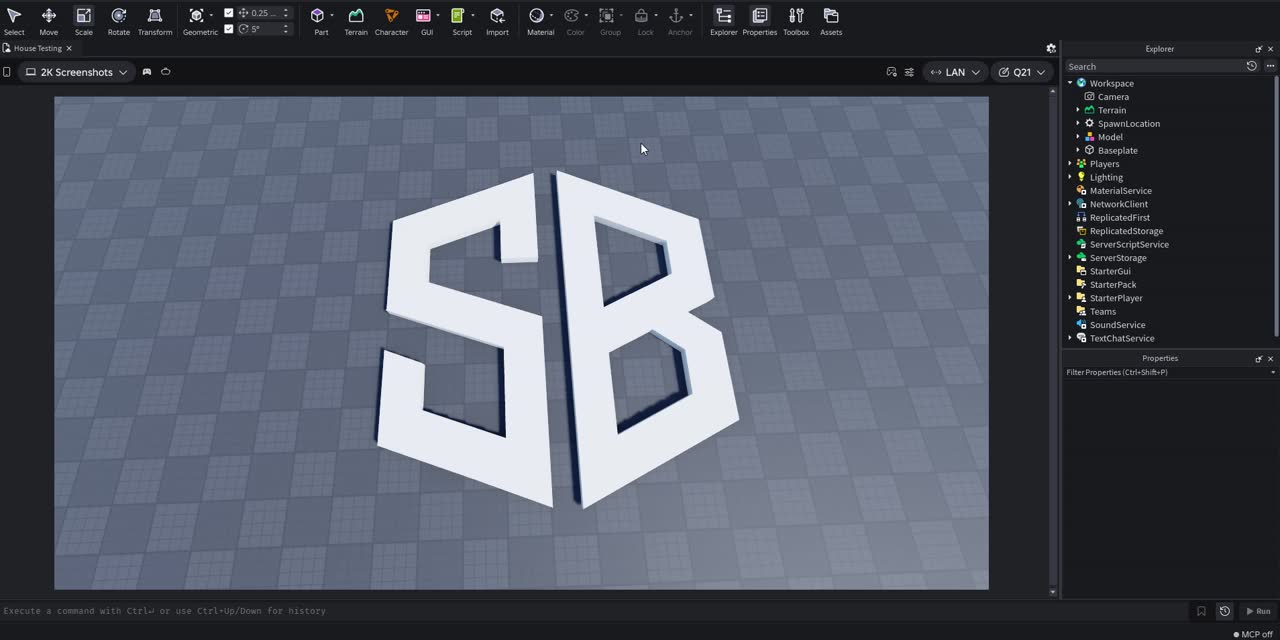 Select Move Scale Rotate Transform Geometric 0.25 ... 5° Part Terrain Character GUI Script Import Material Color Group Lock Anchor Explorer Properties Toolbox Assets
House Testing
2K Screenshots
LAN
Q21
SB
Explorer
Search
Workspace
Camera
Terrain
SpawnLocation
Model
Baseplate
Players
Lighting
MaterialService
NetworkClient
ReplicatedFirst
ReplicatedStorage
ServerScriptService
ServerStorage
StarterGui
StarterPack
StarterPlayer
Teams
SoundService
TextChatService
Properties
Filter Properties (Ctrl+Shift+P)
Execute a command with Ctrl+↵ or use Ctrl+Up/Down for history
Run
MCP off